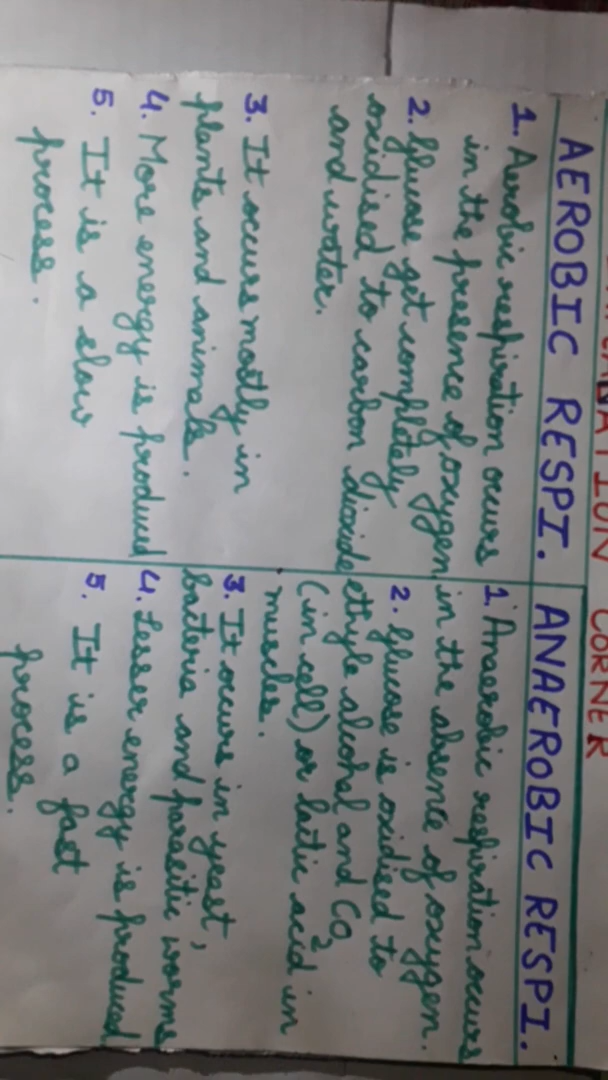 CORNER
AEROBIC RESPI.
1. Aerobic respiration occurs
in the presence of oxygen
2. Glucose get completely
oxidised to carbon dioxide
and water.
3. It occurs mostly in
plants and animals.
4. More energy is produced
5. It is a slow
process.
ANAEROBIC RESPI.
1. Anaerobic respiration occurs
in the absence of oxygen.
2. Glucose is oxidised to
ethyle alcohal and CO2
(in cell) or lactic acid in
muscles.
3. It occurs in yeast,
bacteria and parasitic worms
4. Lesser energy is produced
5. It is a fast
process.